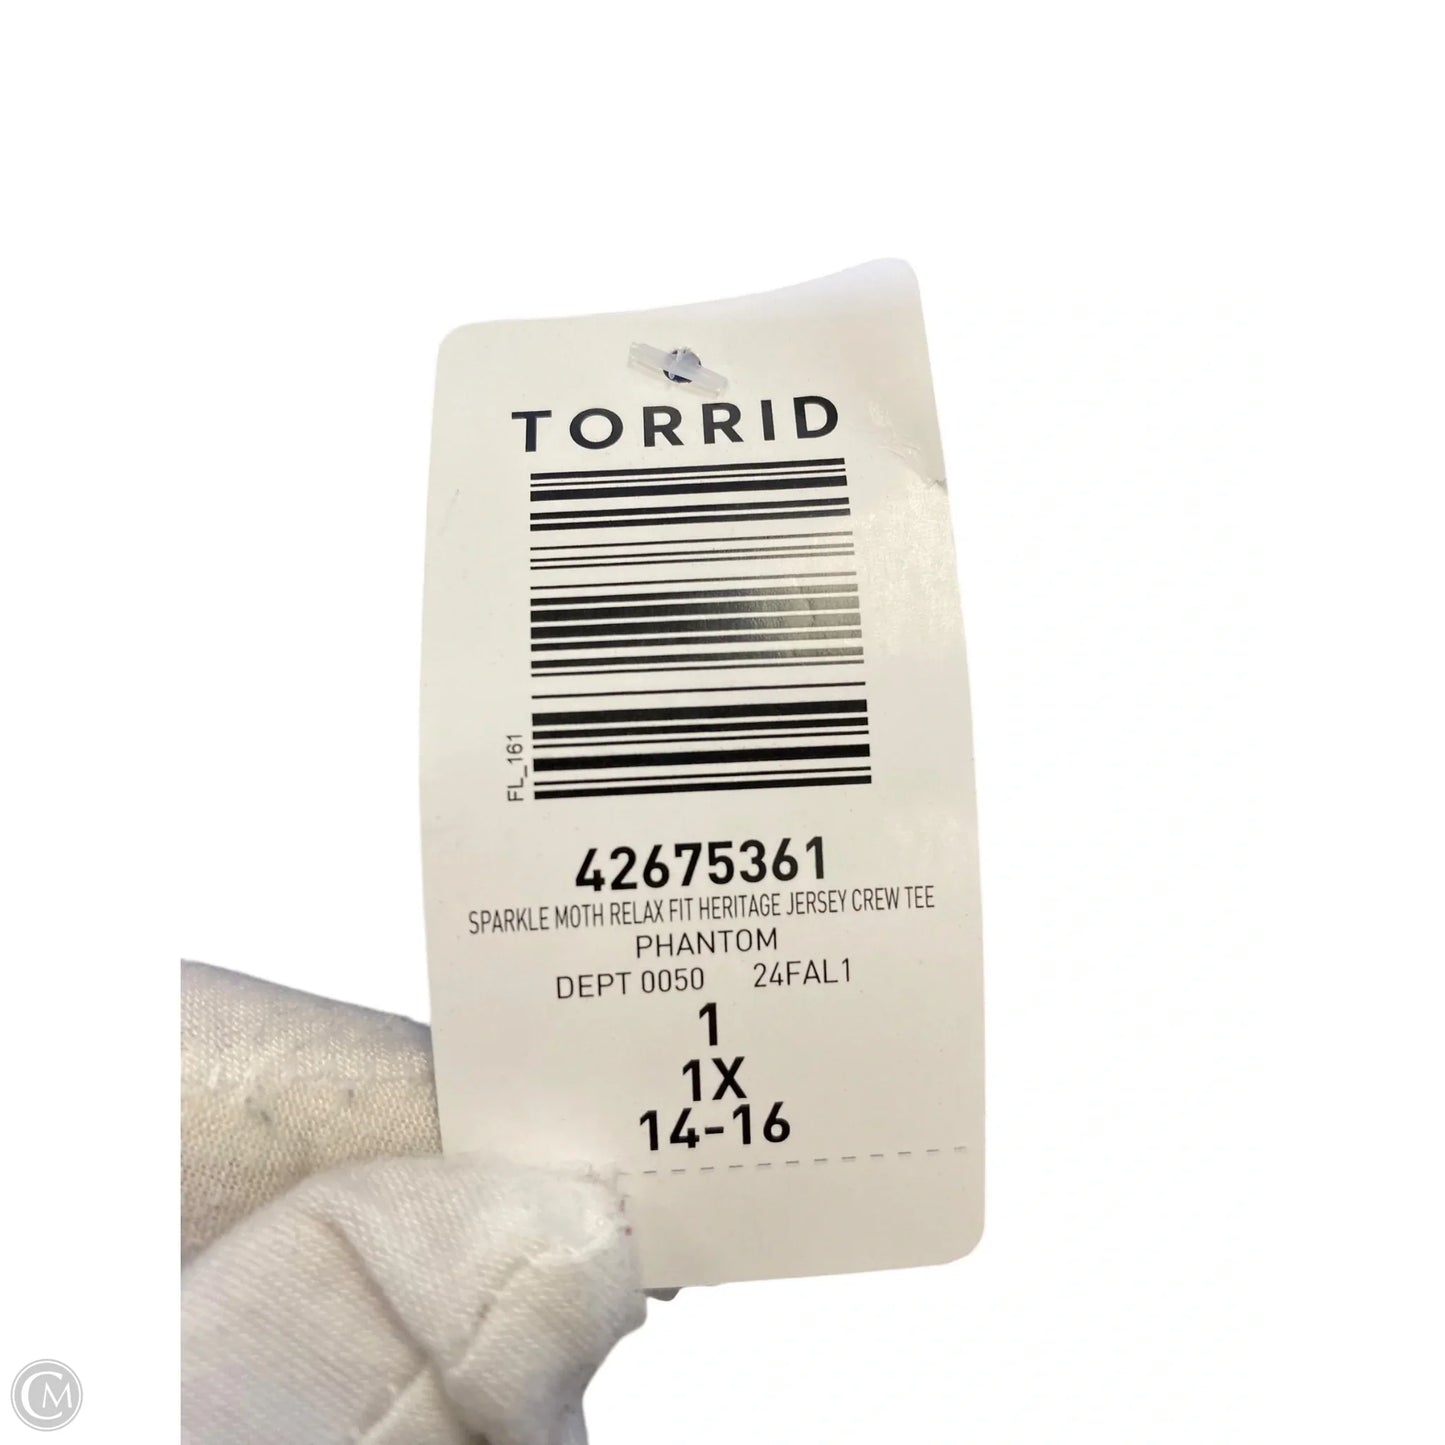 TORRID
FL_161
42675361
SPARKLE MOTH RELAX FIT HERITAGE JERSEY CREW TEE
PHANTOM
DEPT 0050 24FAL1
1
1X
14-16
CM